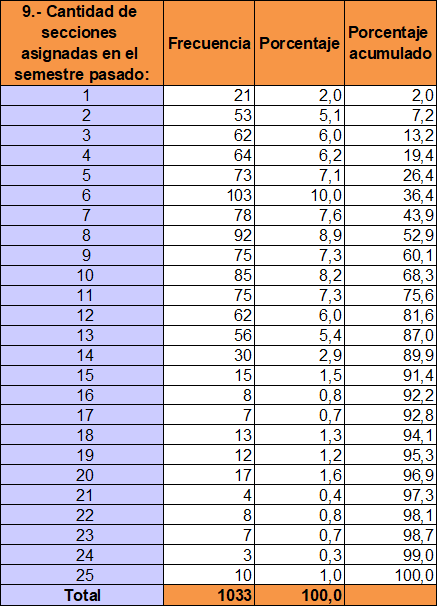 9.- Cantidad de secciones asignadas en el semestre pasado: Frecuencia Porcentaje Porcentaje acumulado
1 21 2,0 2,0
2 53 5,1 7,2
3 62 6,0 13,2
4 64 6,2 19,4
5 73 7,1 26,4
6 103 10,0 36,4
7 78 7,6 43,9
8 92 8,9 52,9
9 75 7,3 60,1
10 85 8,2 68,3
11 75 7,3 75,6
12 62 6,0 81,6
13 56 5,4 87,0
14 30 2,9 89,9
15 15 1,5 91,4
16 8 0,8 92,2
17 7 0,7 92,8
18 13 1,3 94,1
19 12 1,2 95,3
20 17 1,6 96,9
21 4 0,4 97,3
22 8 0,8 98,1
23 7 0,7 98,7
24 3 0,3 99,0
25 10 1,0 100,0
Total 1033 100,0